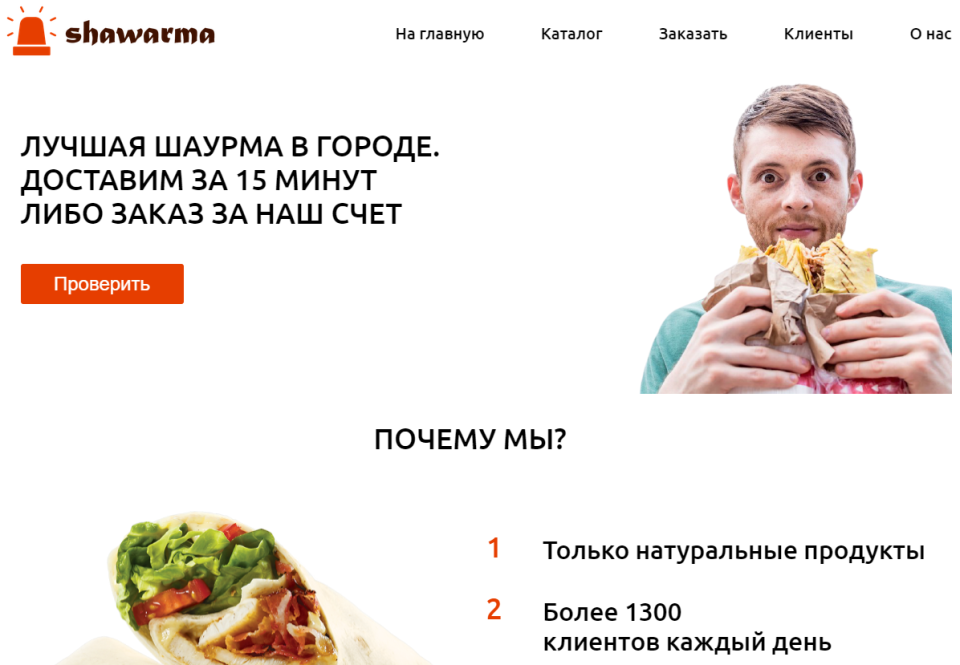 shawarma
На главную Каталог Заказать Клиенты О нас
ЛУЧШАЯ ШАУРМА В ГОРОДЕ.
ДОСТАВИМ ЗА 15 МИНУТ
ЛИБО ЗАКАЗ ЗА НАШ СЧЕТ
Проверить
ПОЧЕМУ МЫ?
1 Только натуральные продукты
2 Более 1300
клиентов каждый день